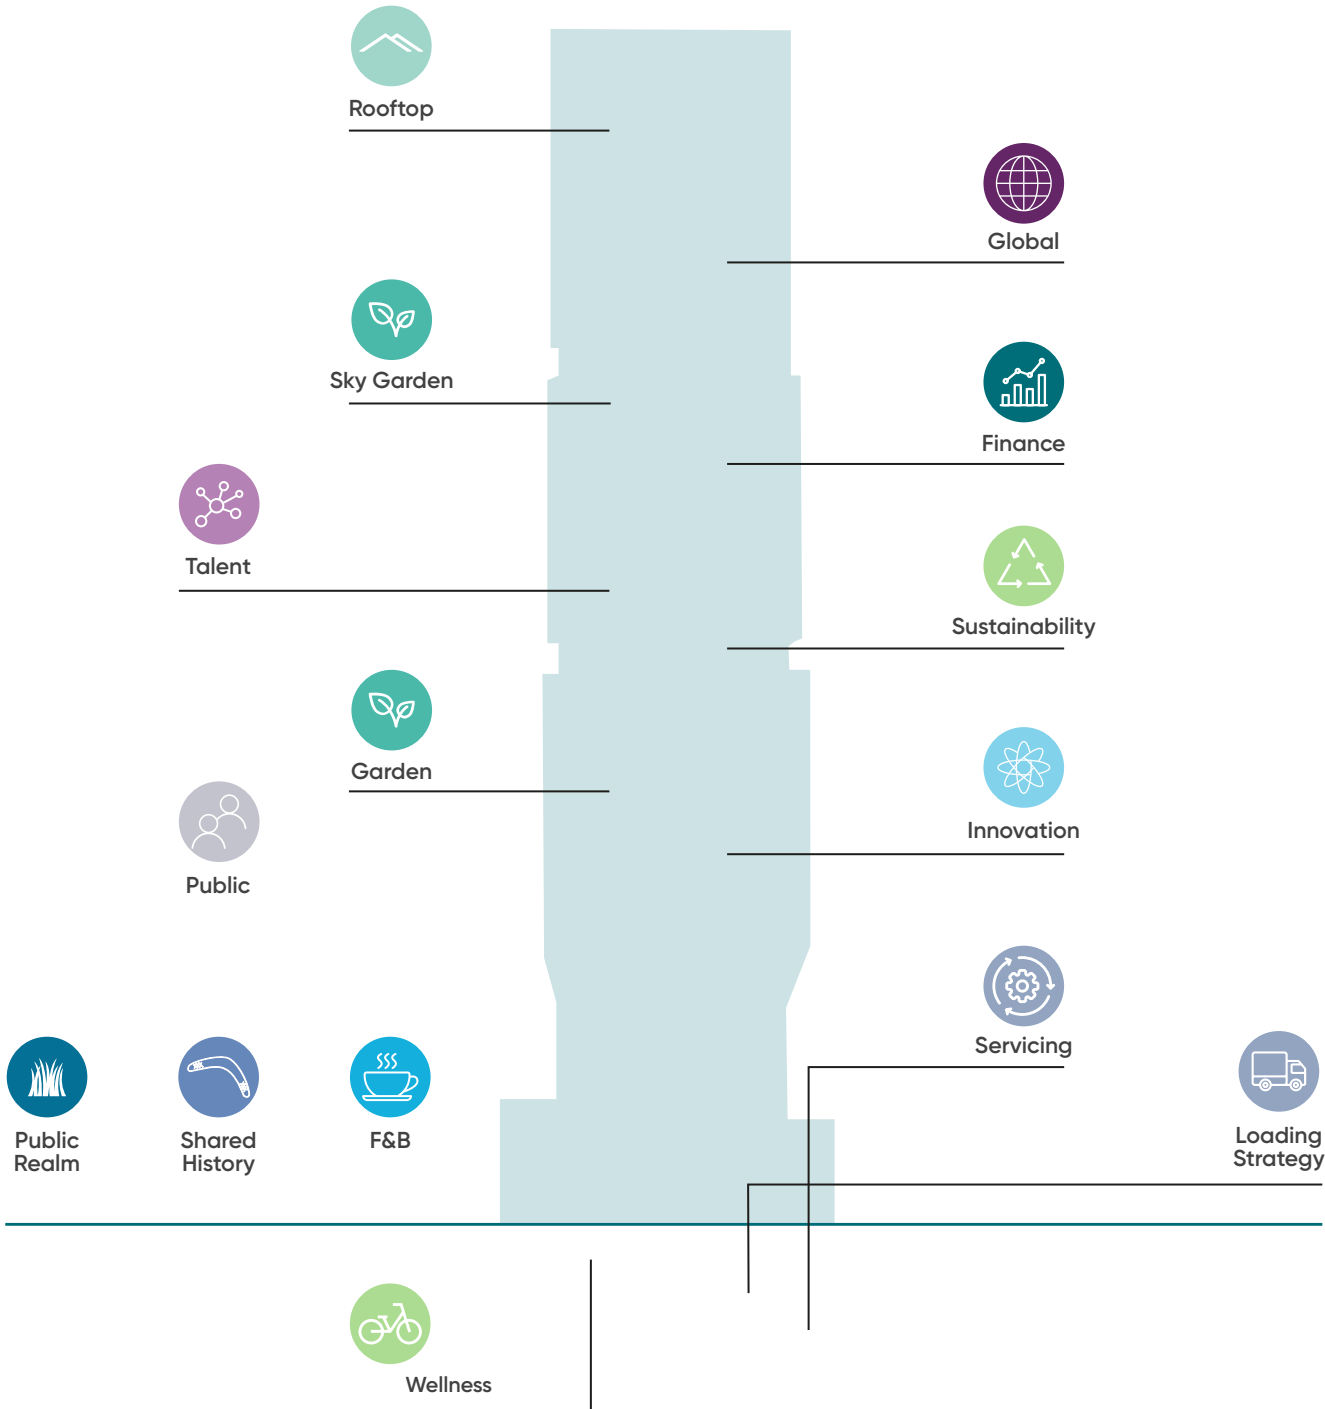 Rooftop
Global
Sky Garden
Finance
Talent
Sustainability
Garden
Innovation
Public
Servicing
Public
Realm
Shared
History
F&B
Loading
Strategy
Wellness